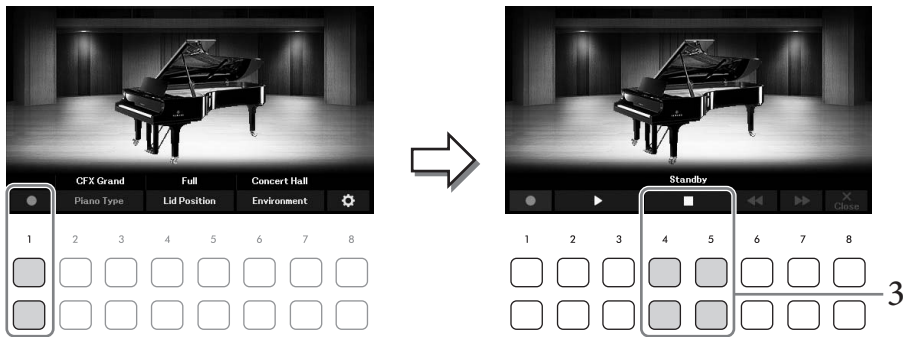 CFX Grand Full Concert Hall
Piano Type Lid Position Environment
1 2 3 4 5 6 7 8
Standby
Close
1 2 3 4 5 6 7 8
3